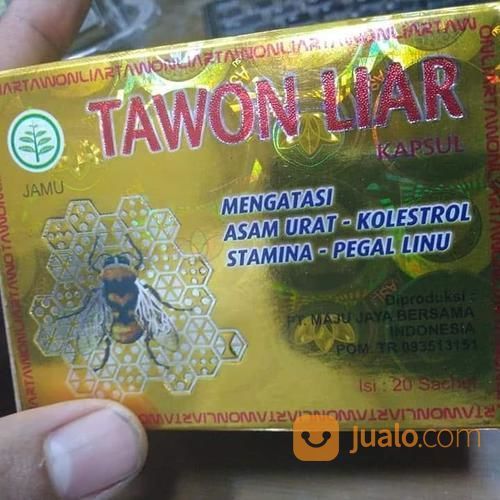 TAWON LIAR
KAPSUL
JAMU
MENGATASI
ASAM URAT - KOLESTROL
STAMINA - PEGAL LINU
Diproduksi :
PT. MAJU JAYA BERSAMA
INDONESIA
POM. TR 093513151
Isi : 20 Sachet
jualo.com